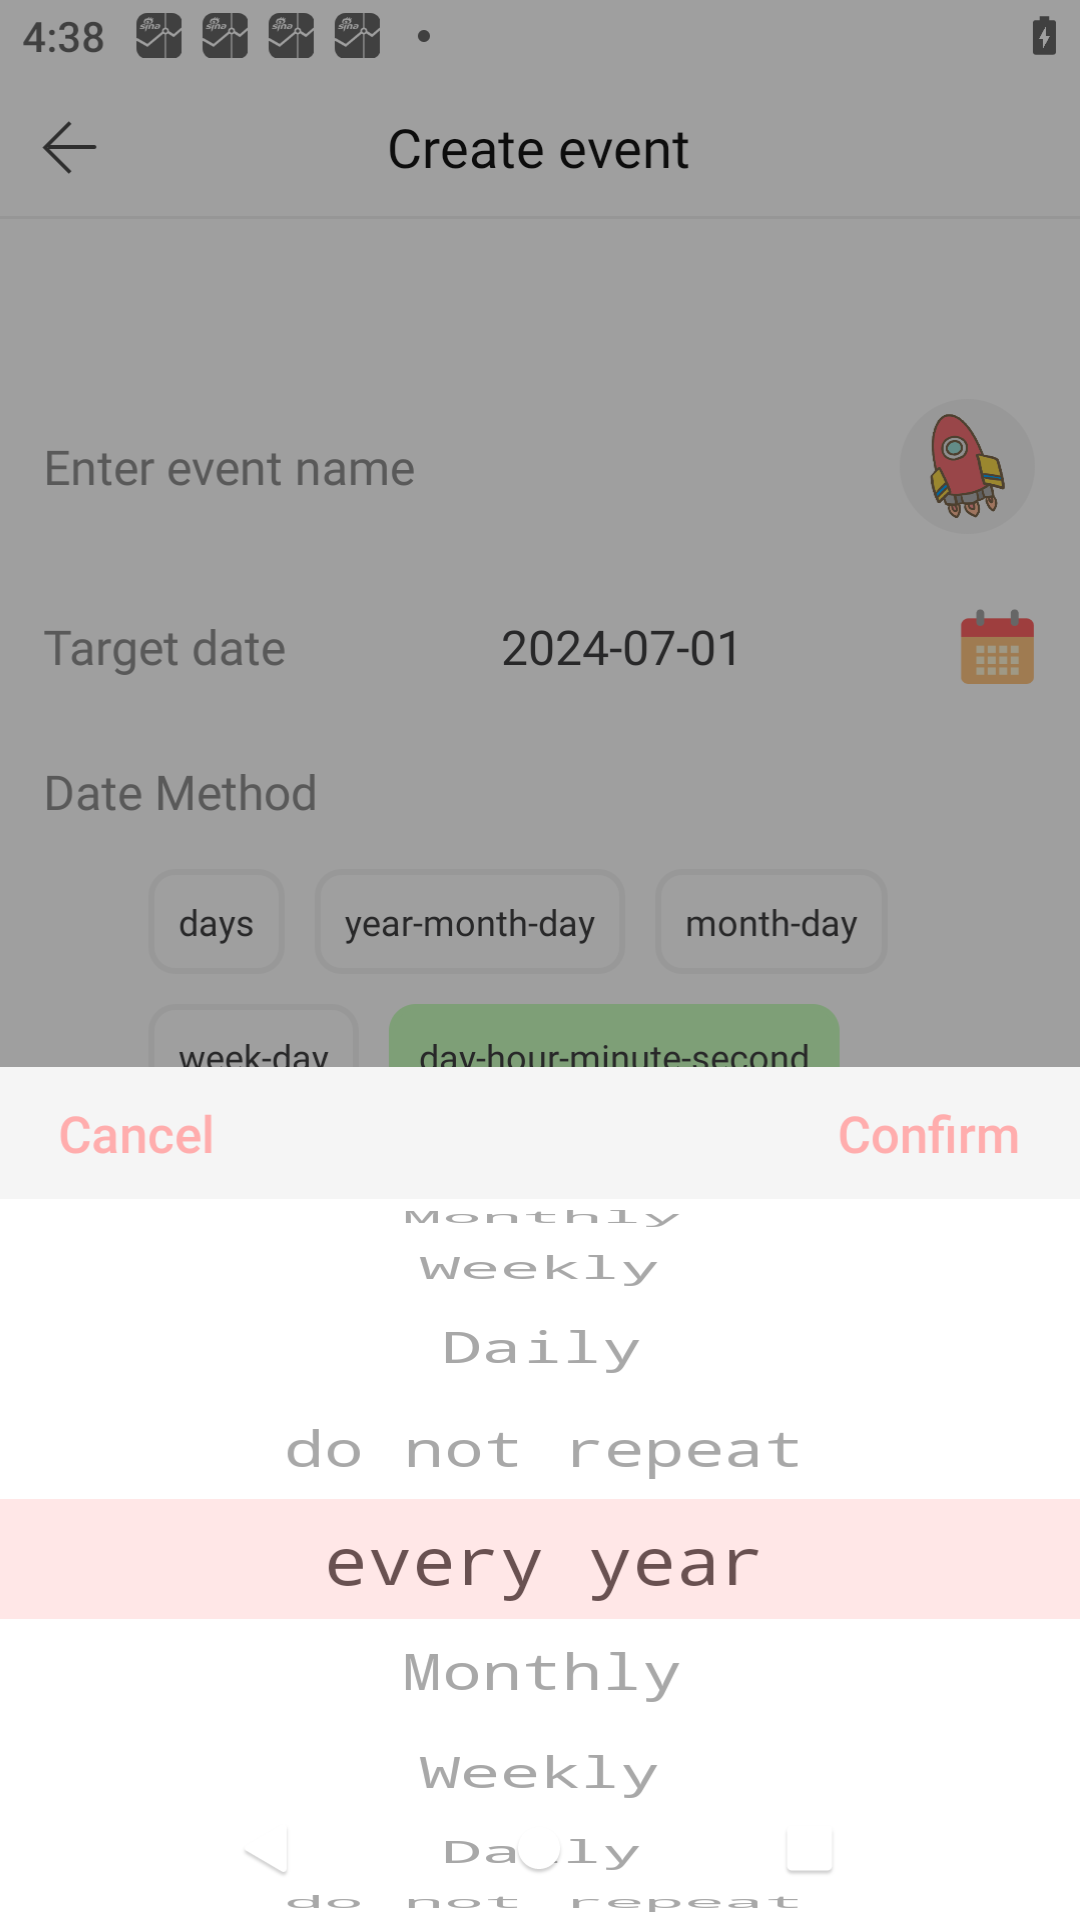 4:38
Create event
Enter event name
Target date 2024-07-01
Date Method
days year-month-day month-day
week-day day-hour-minute-second
Cancel Confirm
Monthly
Weekly
Daily
do not repeat
every year
Monthly
Weekly
Daily
do not repeat